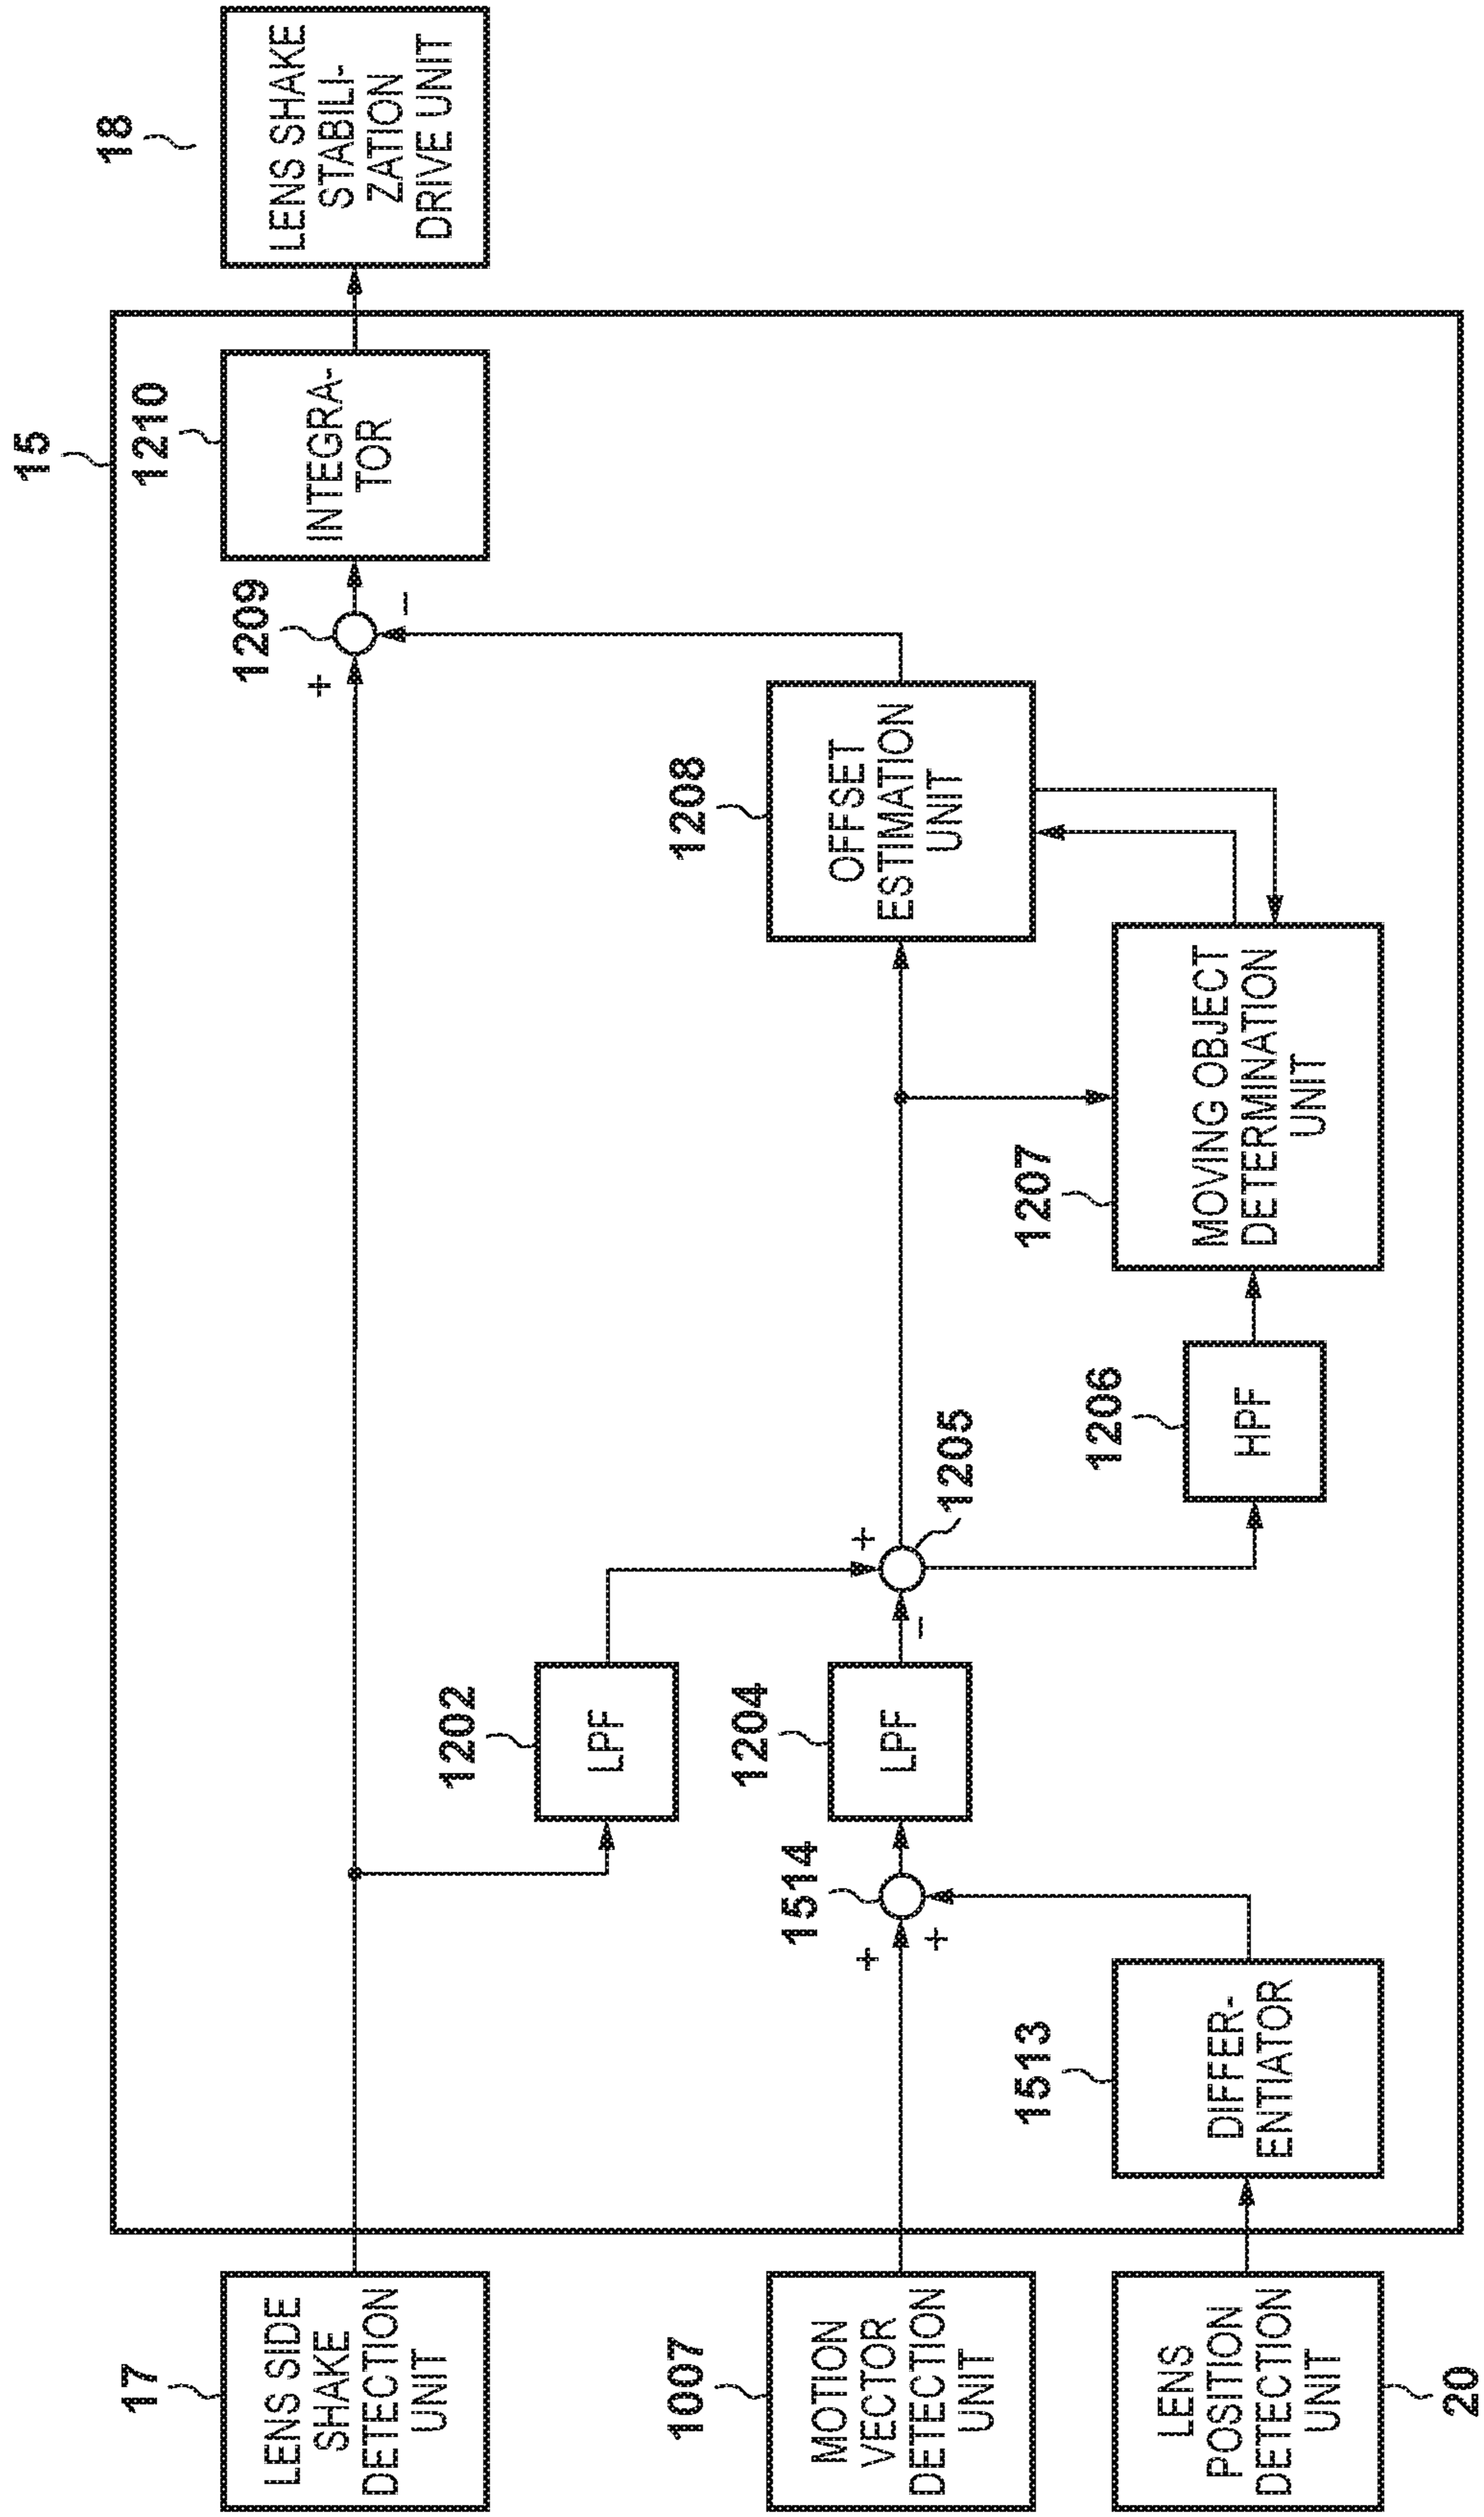 15
17
LENS SIDE
SHAKE
DETECTION
UNIT
1209
+
−
1210
INTEGRA-
TOR
18
LENS SHAKE
STABILI-
ZATION
DRIVE UNIT
1202
LPF
1007
MOTION
VECTOR
DETECTION
UNIT
1514
+
+
1204
LPF
+
−
1205
1208
OFFSET
ESTIMATION
UNIT
LENS
POSITION
DETECTION
UNIT
20
1513
DIFFER-
ENTIATOR
1206
HPF
1207
MOVING OBJECT
DETERMINATION
UNIT